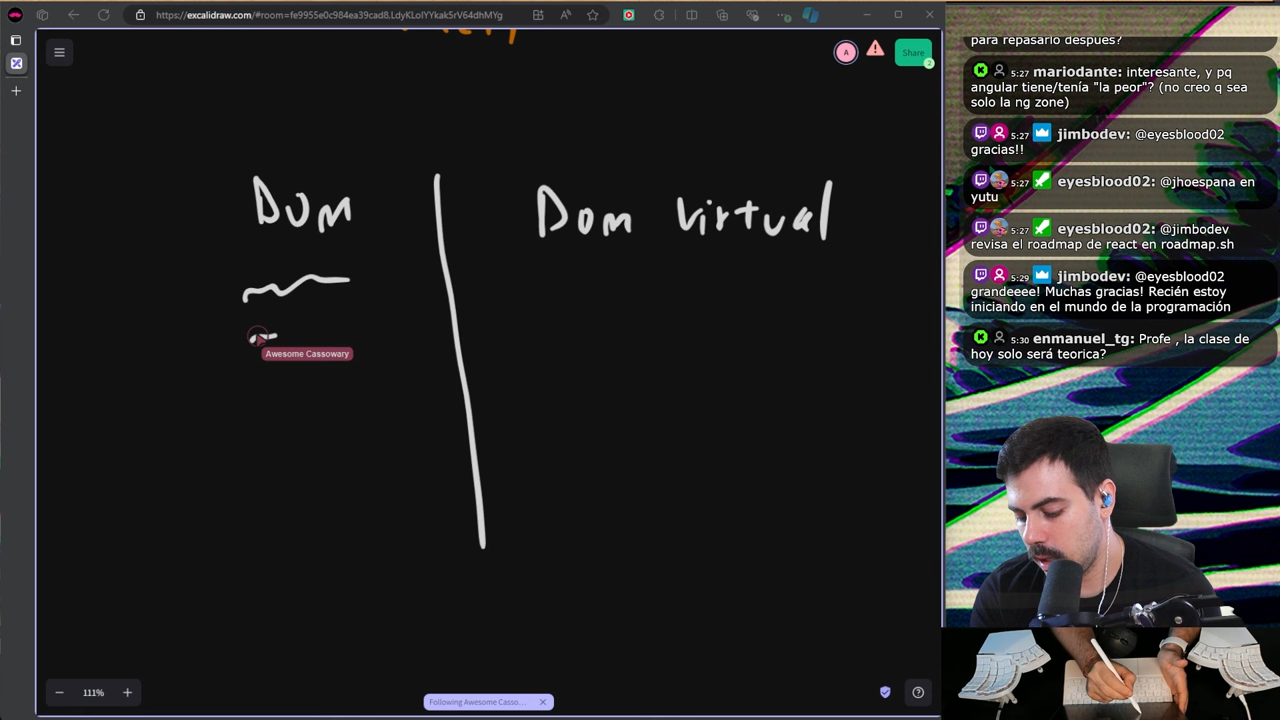 https://excalidraw.com/#room=fe9955e0c984ea39cad8,LdyKLolYYkak5rV64dhMYg
A
Share
2
Dom
Dom Virtual
Awesome Cassowary
111%
Following Awesome Casso...
para repasarlo despues?
5:27 mariodante: interesante, y pq
angular tiene/tenía "la peor"? (no creo q sea
solo la ng zone)
5:27 jimbodev: @eyesblood02
gracias!!
5:27 eyesblood02: @jhoespana en
yutu
5:27 eyesblood02: @jimbodev
revisa el roadmap de react en roadmap.sh
5:29 jimbodev: @eyesblood02
grandeeee! Muchas gracias! Recién estoy
iniciando en el mundo de la programación
5:30 enmanuel_tg: Profe , la clase de
hoy solo será teorica?